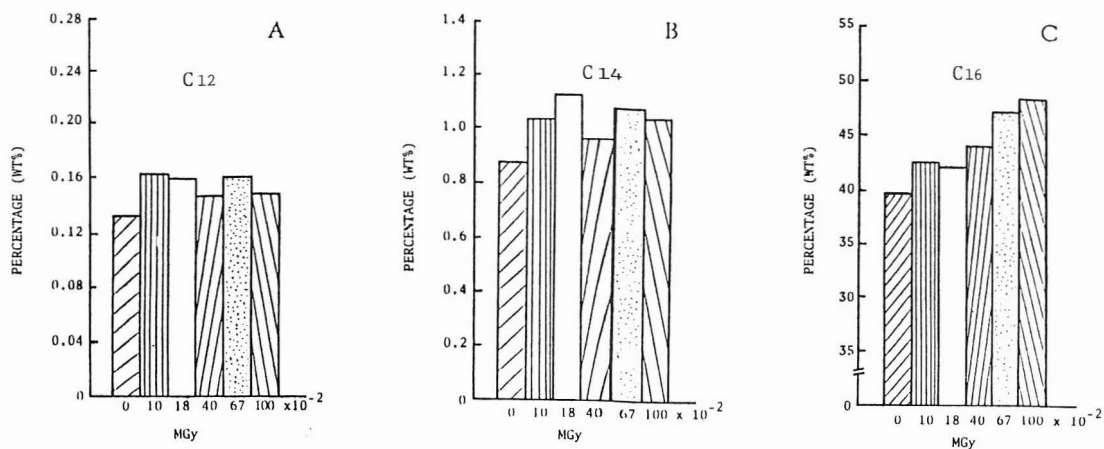 A
C12
PERCENTAGE (WT%)
0.28
0.24
0.20
0.16
0.12
0.08
0.04
0
0 10 18 40 67 100 x10-2
MGy
B
C14
PERCENTAGE (WT%)
1.4
1.2
1.0
0.8
0.6
0.4
0.2
0
0 10 18 40 67 100 x 10-2
MGy
C
C16
PERCENTAGE (WT%)
55
50
45
40
35
30
25
35
0
0 10 18 40 67 100 x 10-2
MGy